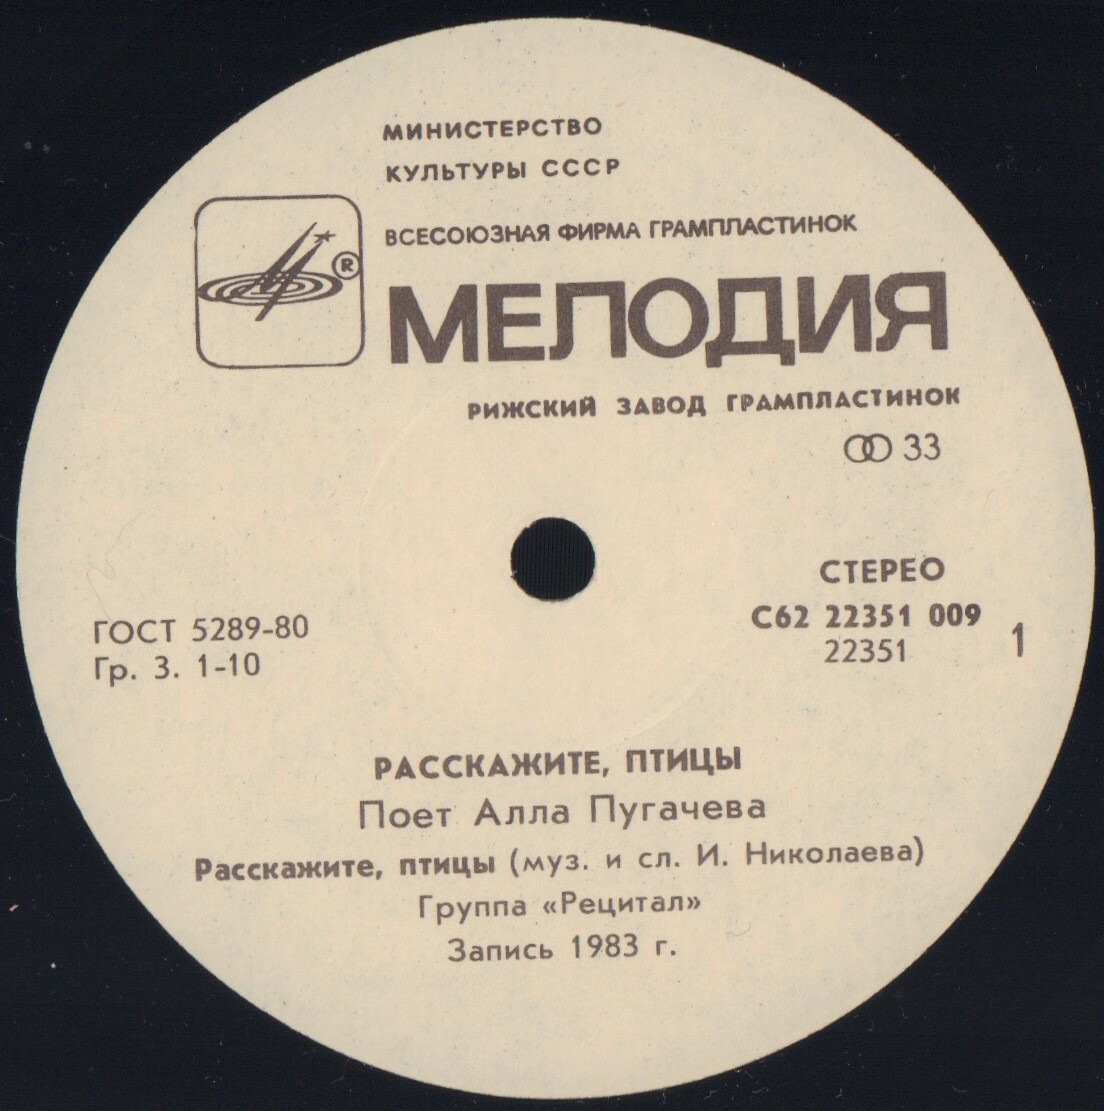 МИНИСТЕРСТВО
КУЛЬТУРЫ СССР
ВСЕСОЮЗНАЯ ФИРМА ГРАМПЛАСТИНОК
®
МЕЛОДИЯ
РИЖСКИЙ ЗАВОД ГРАМПЛАСТИНОК
33
СТЕРЕО
С62 22351 009
22351
1
ГОСТ 5289-80
Гр. 3. 1-10
РАССКАЖИТЕ, ПТИЦЫ
Поет Алла Пугачева
Расскажите, птицы (муз. и сл. И. Николаева)
Группа «Рецитал»
Запись 1983 г.